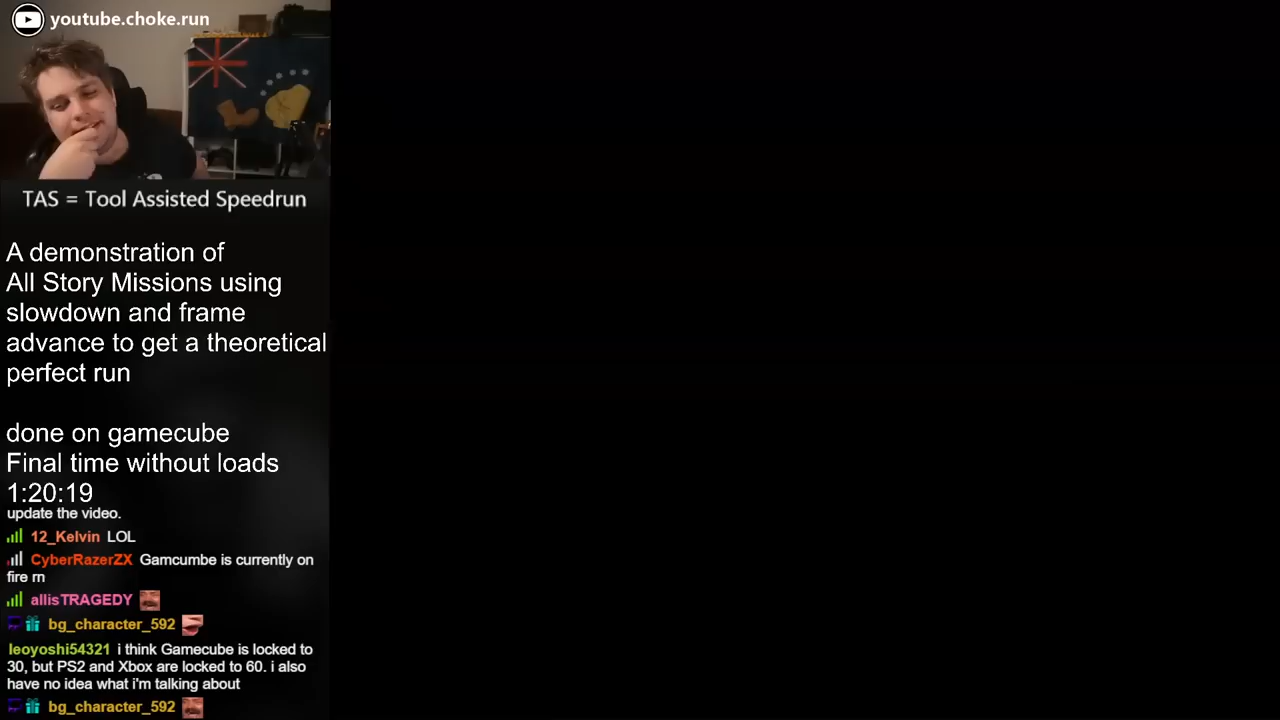 youtube.choke.run
TAS = Tool Assisted Speedrun
A demonstration of
All Story Missions using
slowdown and frame
advance to get a theoretical
perfect run
done on gamecube
Final time without loads
1:20:19
update the video.
12_Kelvin LOL
CyberRazerZX Gamcumbe is currently on
fire rn
allisTRAGEDY
bg_character_592
leoyoshi54321 i think Gamecube is locked to
30, but PS2 and Xbox are locked to 60. i also
have no idea what i'm talking about
bg_character_592